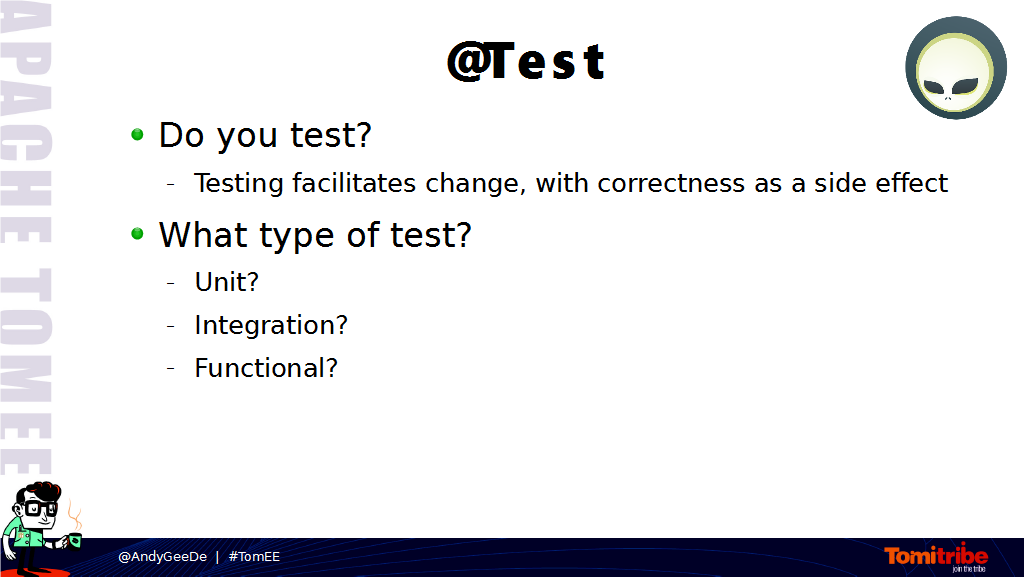 @Test
Do you test?
- Testing facilitates change, with correctness as a side effect
What type of test?
- Unit?
- Integration?
- Functional?
APACHE TOMEE
@AndyGeeDe | #TomEE
Tomitribe
join the tribe